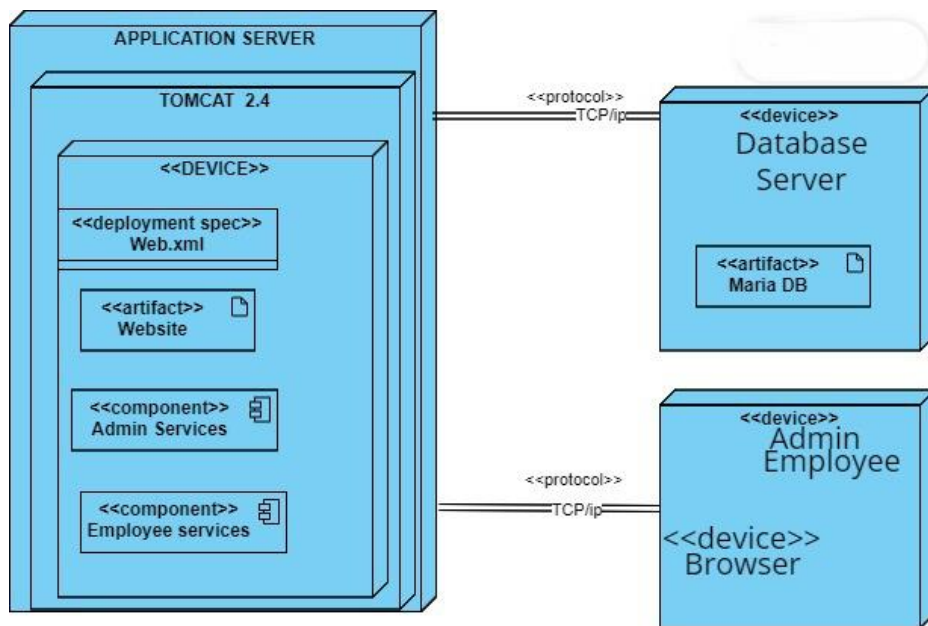 APPLICATION SERVER
TOMCAT 2.4
<<DEVICE>>
<<deployment spec>>
Web.xml
<<artifact>>
Website
<<component>>
Admin Services
<<component>>
Employee services
<<protocol>>
TCP/ip
<<device>>
Database
Server
<<artifact>>
Maria DB
<<protocol>>
TCP/ip
<<device>>
Admin
Employee
<<device>>
Browser